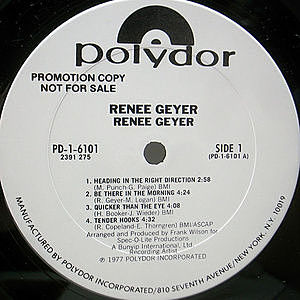 polydor
PROMOTION COPY
NOT FOR SALE
RENEE GEYER
RENEE GEYER
PD-1-6101
2391 275
SIDE 1
(PD-1-6101 A)
1. HEADING IN THE RIGHT DIRECTION 2:58
(M. Punch-G. Paige) BMI
2. BE THERE IN THE MORNING 4:24
(R. Geyer-M. Logan) BMI
3. QUICKER THAN THE EYE 4:08
(H. Booker-J. Wieder) BMI
4. TENDER HOOKS 4:32
(R. Copeland-E. Thorngren) BMI/ASCAP
Arranged and Produced by Frank Wilson for
Spec-O-Lite Productions
A Bungi International, Ltd
Recording Artist
℗ 1977 POLYDOR INCORPORATED
MANUFACTURED BY POLYDOR INCORPORATED/810 SEVENTH AVENUE/NEW YORK, N.Y. 10019